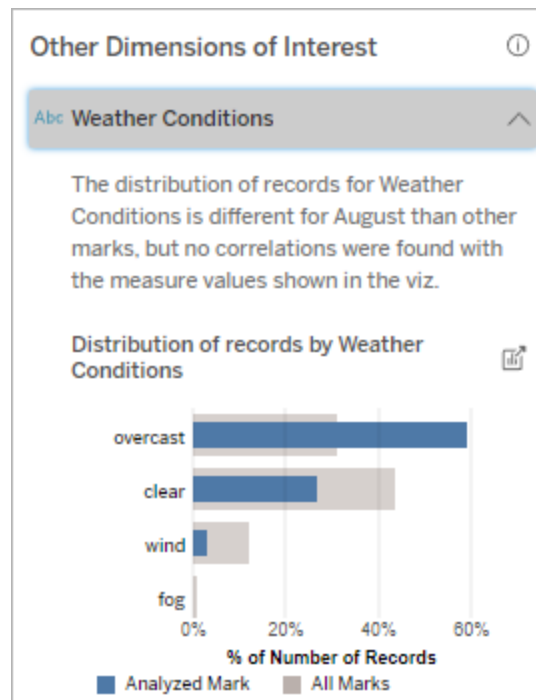 Other Dimensions of Interest
Abc Weather Conditions
The distribution of records for Weather
Conditions is different for August than other
marks, but no correlations were found with
the measure values shown in the viz.
Distribution of records by Weather
Conditions
overcast
clear
wind
fog
0% 20% 40% 60%
% of Number of Records
Analyzed Mark All Marks